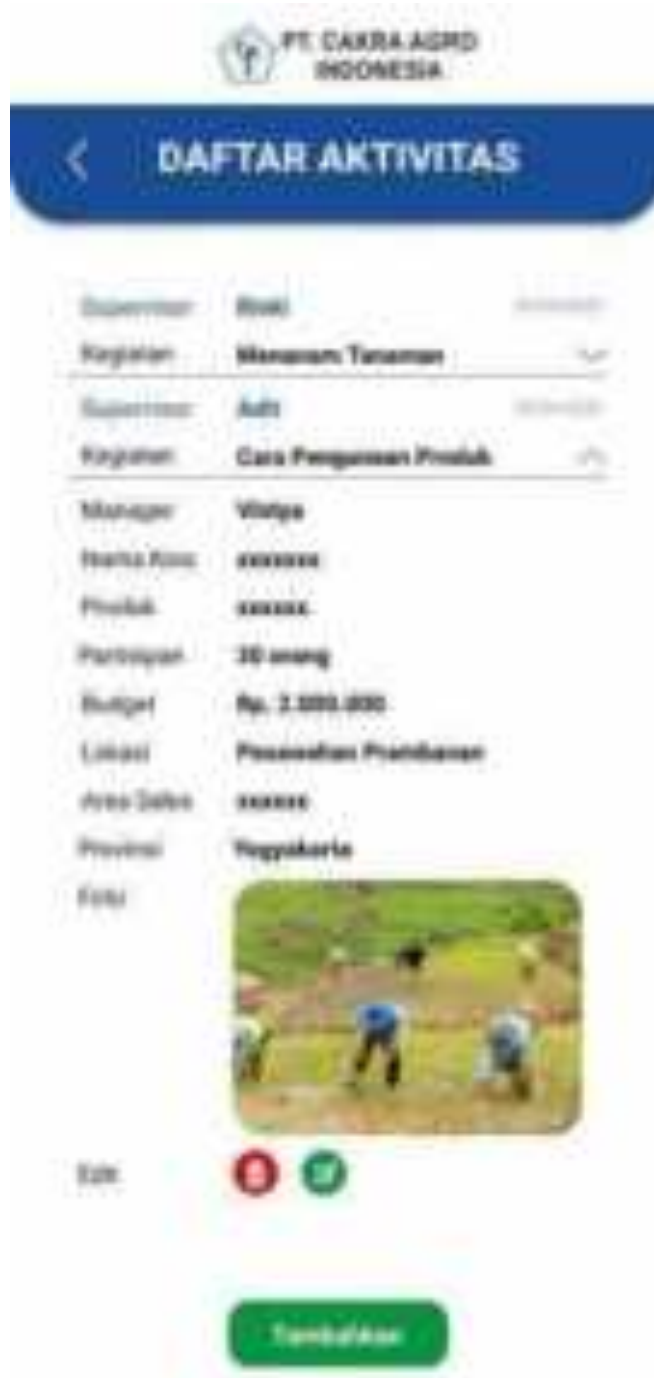 PT. CAKRA AGRO
INDONESIA
DAFTAR AKTIVITAS
Supervisor Rizki
Kegiatan Menanam Tanaman
Supervisor Adit
Kegiatan Cara Penggunaan Produk
Manager
Nama Kios xxxxxxx
Produk xxxxxx
Partisipan 30 orang
Budget Rp. 2.000.000
Lokasi Pesawahan Prambanan
Area Sales xxxxxx
Provinsi Yogyakarta
Foto
Edit
Tambahkan